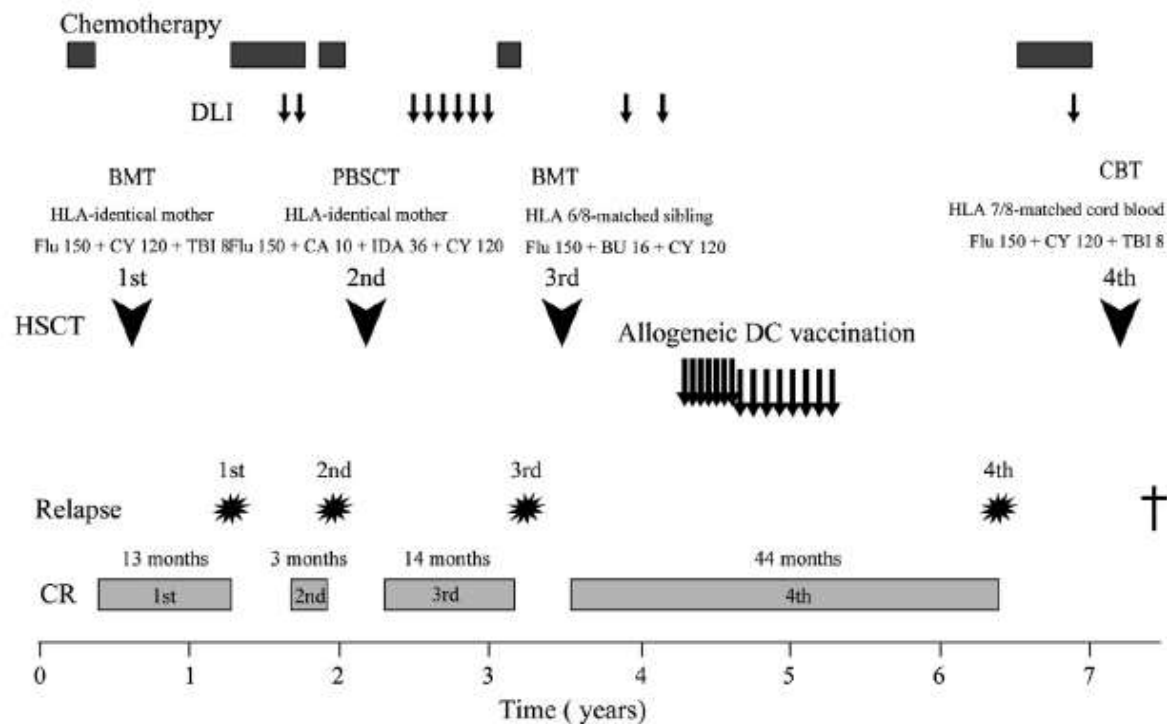 Chemotherapy
DLI
BMT PBSCT BMT CBT
HLA-identical mother HLA-identical mother HLA 6/8-matched sibling HLA 7/8-matched cord blood
Flu 150 + CY 120 + TBI 8 Flu 150 + CA 10 + IDA 36 + CY 120 Flu 150 + BU 16 + CY 120 Flu 150 + CY 120 + TBI 8
1st 2nd 3rd 4th
HSCT Allogeneic DC vaccination
1st 2nd 3rd 4th
Relapse
13 months 3 months 14 months 44 months
CR 1st 2nd 3rd 4th
0 1 2 3 4 5 6 7
Time ( years)